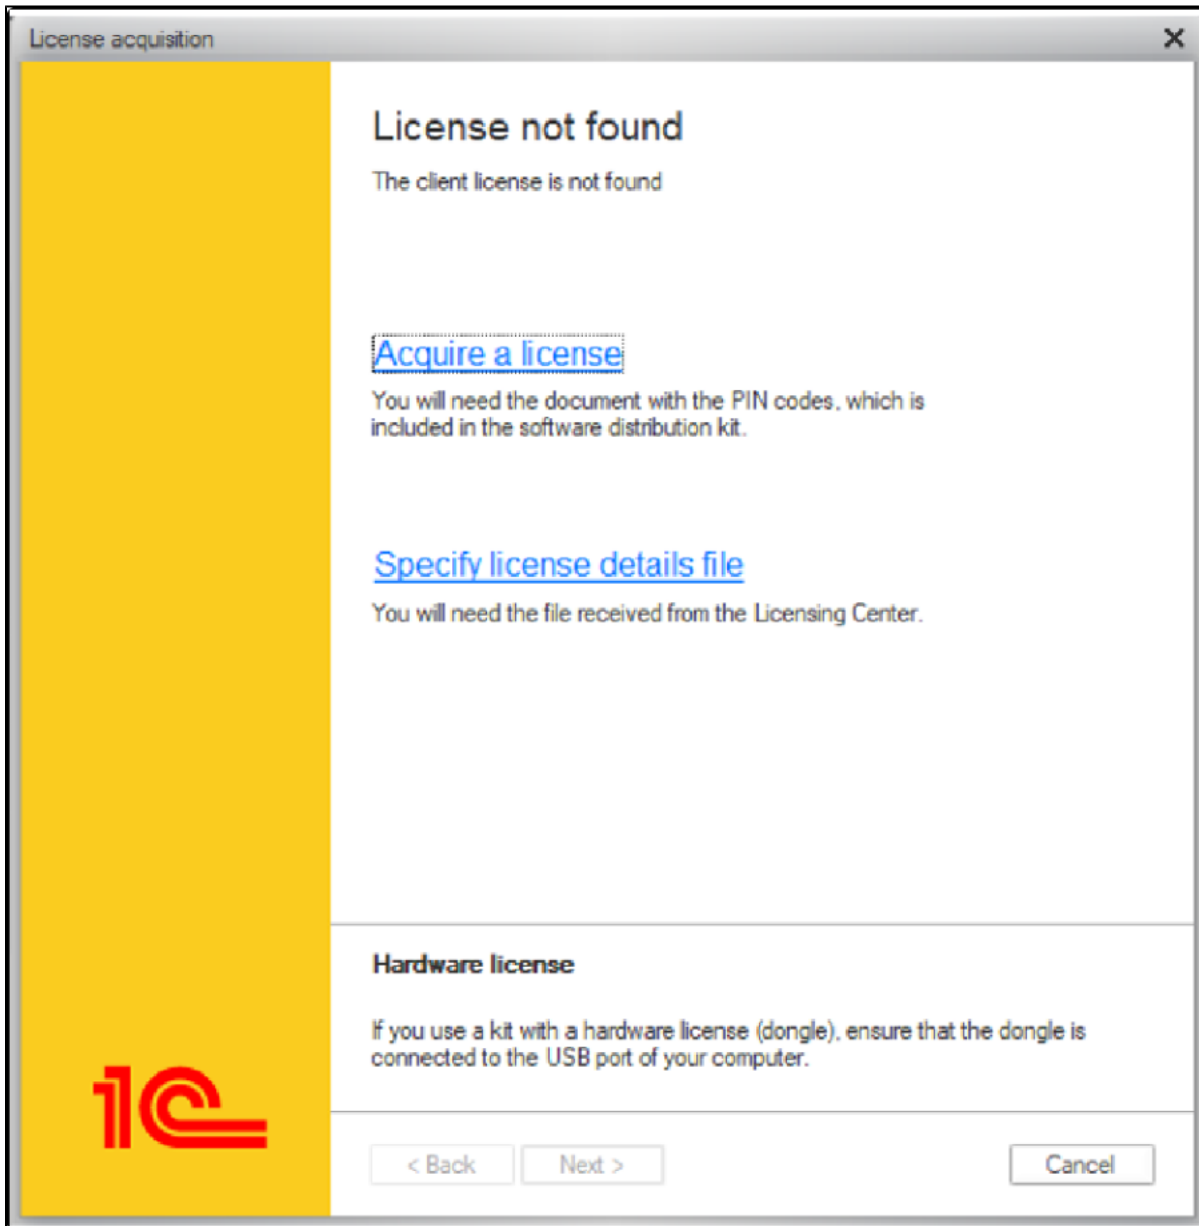 License acquisition
License not found
The client license is not found
Acquire a license
You will need the document with the PIN codes, which is
included in the software distribution kit.
Specify license details file
You will need the file received from the Licensing Center.
Hardware license
If you use a kit with a hardware license (dongle), ensure that the dongle is
connected to the USB port of your computer.
1C
< Back Next > Cancel